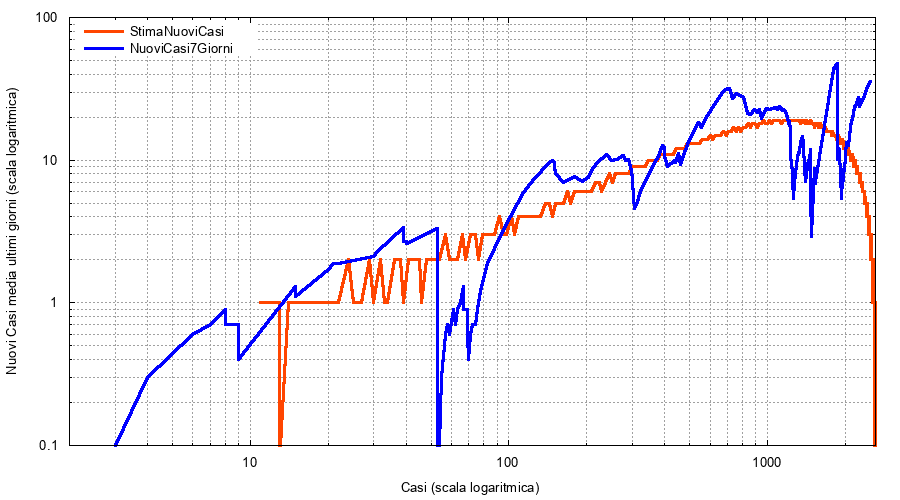 StimaNuoviCasi
NuoviCasi7Giorni
Nuovi Casi media ultimi giorni (scala logaritmica)
100
10
1
0.1
10
100
1000
Casi (scala logaritmica)